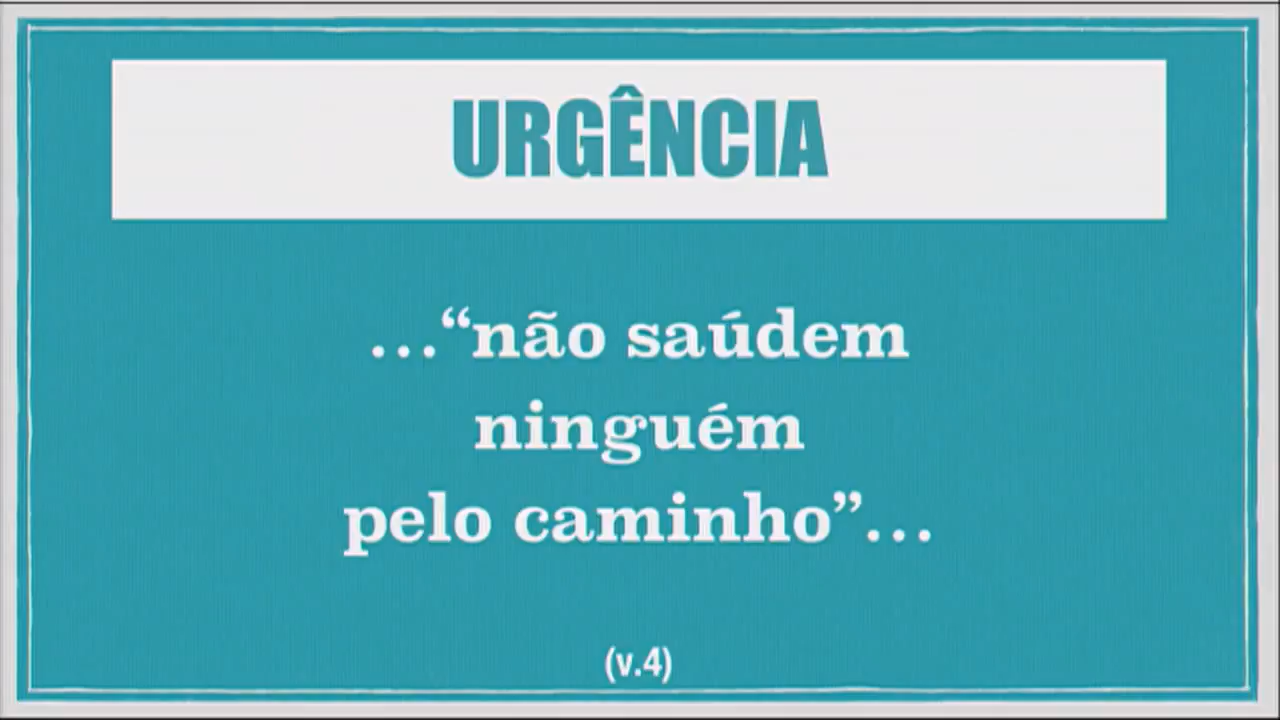 URGÊNCIA
...“não saúdem
ninguém
pelo caminho”...
(v.4)